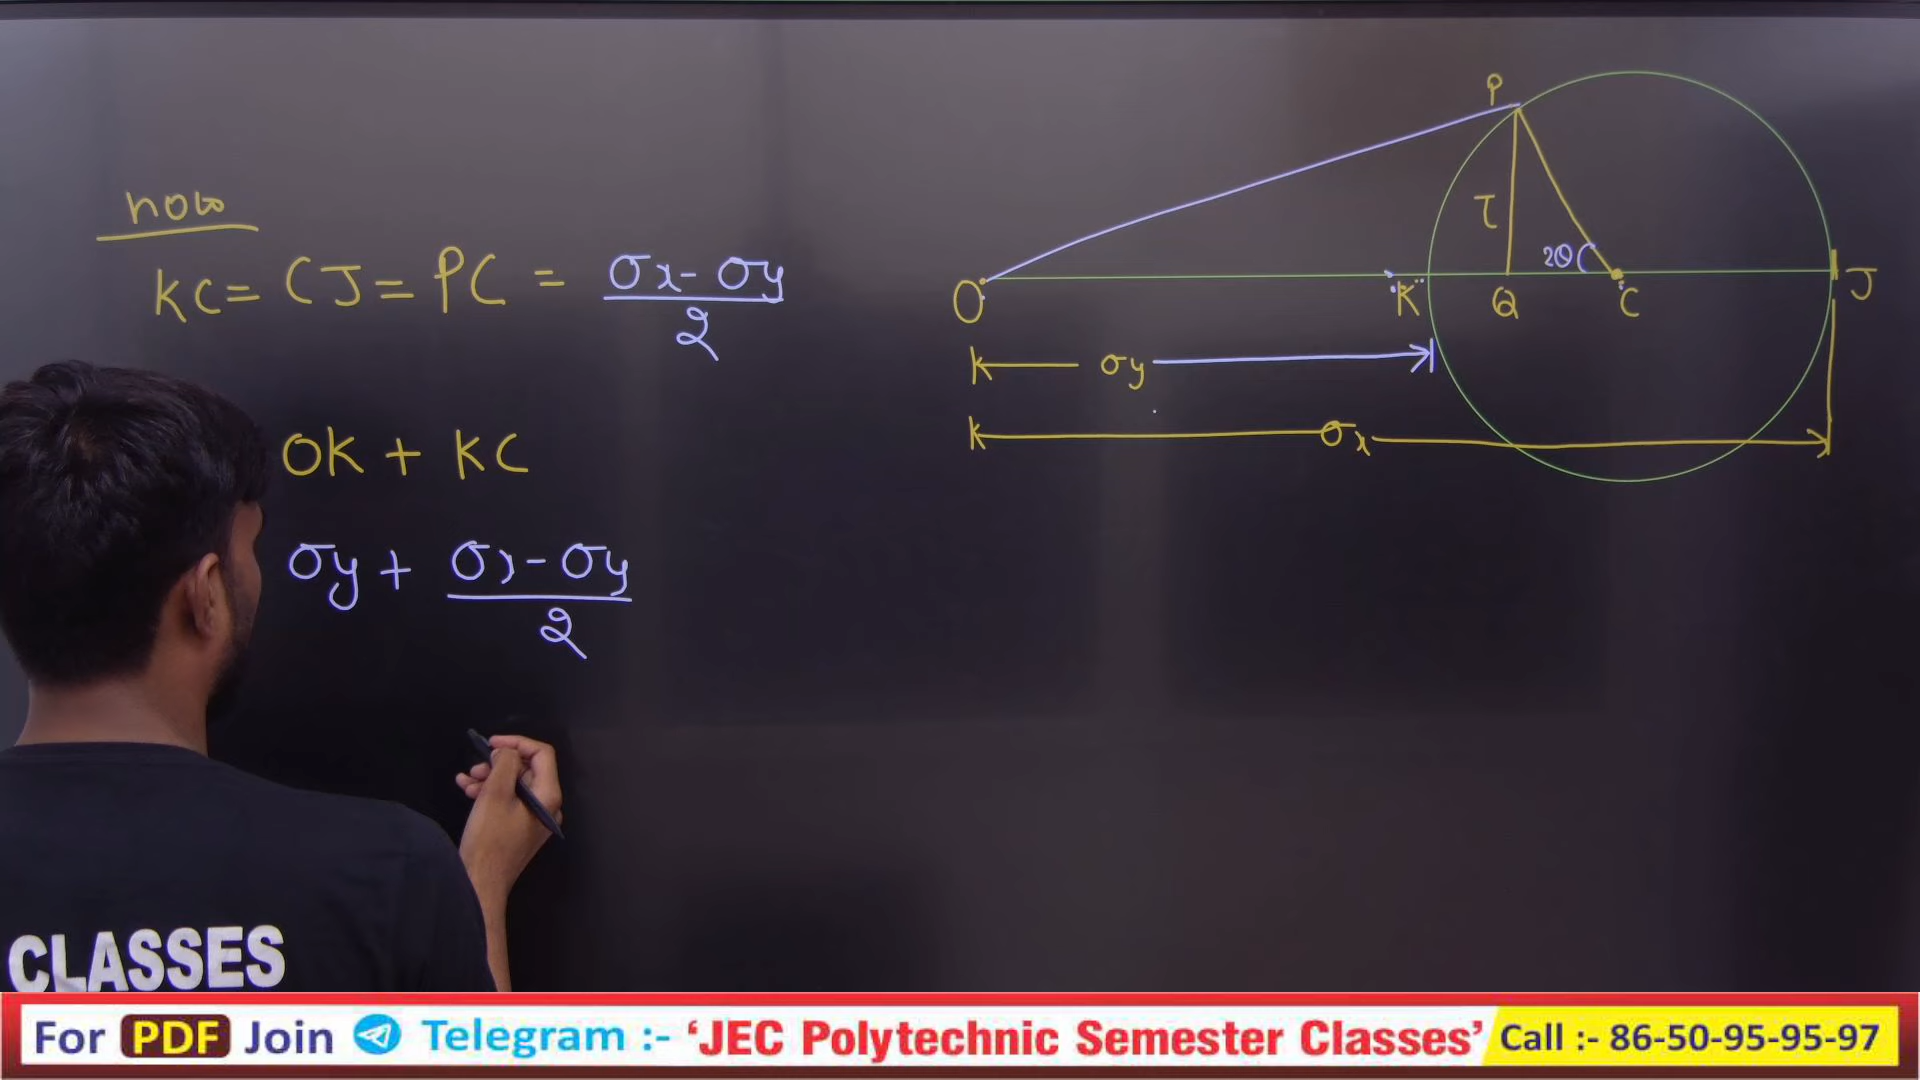 now
KC = CJ = PC = σx - σy / 2
OK + KC
σy + σx - σy / 2
P
τ
2θ
O
K
Q
C
J
σy
σx
CLASSES
For PDF Join Telegram :- 'JEC Polytechnic Semester Classes' Call :- 86-50-95-95-97